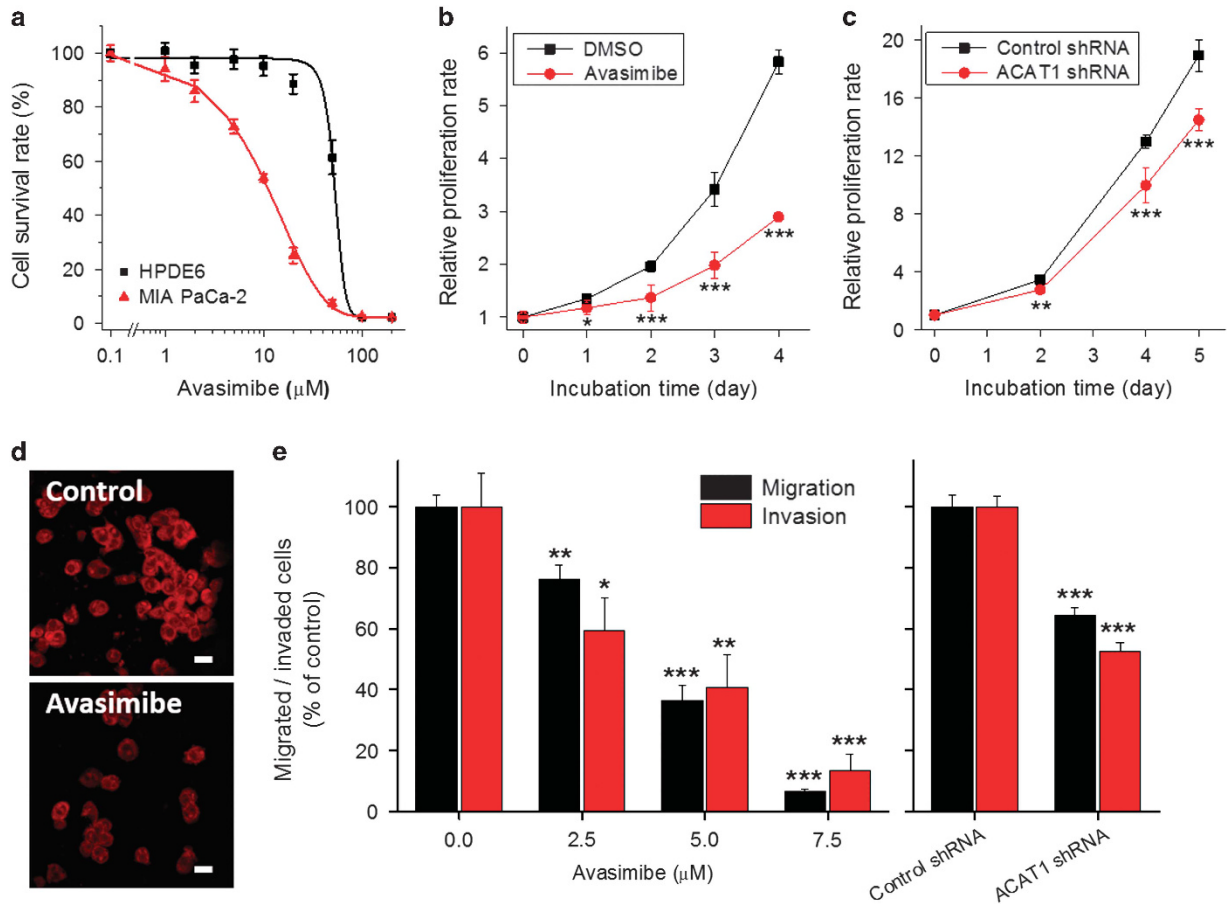 a
Cell survival rate (%)
100
80
60
40
20
0
HPDE6
MIA PaCa-2
0.1
1
10
100
Avasimibe (μM)
b
Relative proliferation rate
6
5
4
3
2
1
DMSO
Avasimibe
*
***
***
***
0
1
2
3
4
Incubation time (day)
c
Relative proliferation rate
20
16
12
8
4
0
Control shRNA
ACAT1 shRNA
**
***
***
0
1
2
3
4
5
Incubation time (day)
d
Control
Avasimibe
e
Migrated / invaded cells
(% of control)
100
80
60
40
20
0
Migration
Invasion
**
*
***
**
***
***
0.0
2.5
5.0
7.5
Avasimibe (μM)
***
***
Control shRNA
ACAT1 shRNA